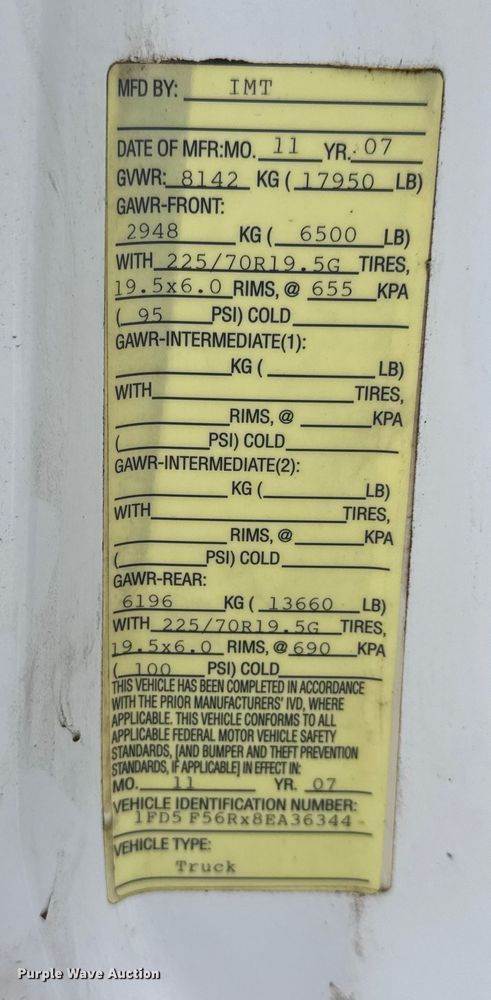 MFD BY: IMT
DATE OF MFR:MO. 11 YR. 07
GVWR: 8142 KG ( 17950 LB)
GAWR-FRONT:
2948 KG ( 6500 LB)
WITH 225/70R19.5G TIRES,
19.5x6.0 RIMS, @ 655 KPA
( 95 PSI) COLD
GAWR-INTERMEDIATE(1):
KG ( LB)
WITH TIRES,
RIMS, @ KPA
( PSI) COLD
GAWR-INTERMEDIATE(2):
KG ( LB)
WITH TIRES,
RIMS, @ KPA
( PSI) COLD
GAWR-REAR:
6196 KG ( 13660 LB)
WITH 225/70R19.5G TIRES,
19.5x6.0 RIMS, @ 690 KPA
( 100 PSI) COLD
THIS VEHICLE HAS BEEN COMPLETED IN ACCORDANCE
WITH THE PRIOR MANUFACTURERS' IVD, WHERE
APPLICABLE. THIS VEHICLE CONFORMS TO ALL
APPLICABLE FEDERAL MOTOR VEHICLE SAFETY
STANDARDS, [AND BUMPER AND THEFT PREVENTION
STANDARDS, IF APPLICABLE] IN EFFECT IN:
MO. 11 YR. 07
VEHICLE IDENTIFICATION NUMBER:
1FD5 F56Rx8EA36344
VEHICLE TYPE:
Truck
Purple Wave Auction